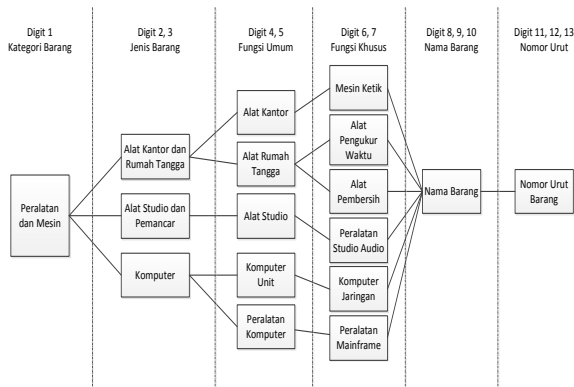 Digit 1
Kategori Barang
Digit 2, 3
Jenis Barang
Digit 4, 5
Fungsi Umum
Digit 6, 7
Fungsi Khusus
Digit 8, 9, 10
Nama Barang
Digit 11, 12, 13
Nomor Urut
Peralatan
dan Mesin
Alat Kantor dan
Rumah Tangga
Alat Studio dan
Pemancar
Komputer
Alat Kantor
Alat Rumah
Tangga
Alat Studio
Komputer
Unit
Peralatan
Komputer
Mesin Ketik
Alat
Pengukur
Waktu
Alat
Pembersih
Peralatan
Studio Audio
Komputer
Jaringan
Peralatan
Mainframe
Nama Barang
Nomor Urut
Barang